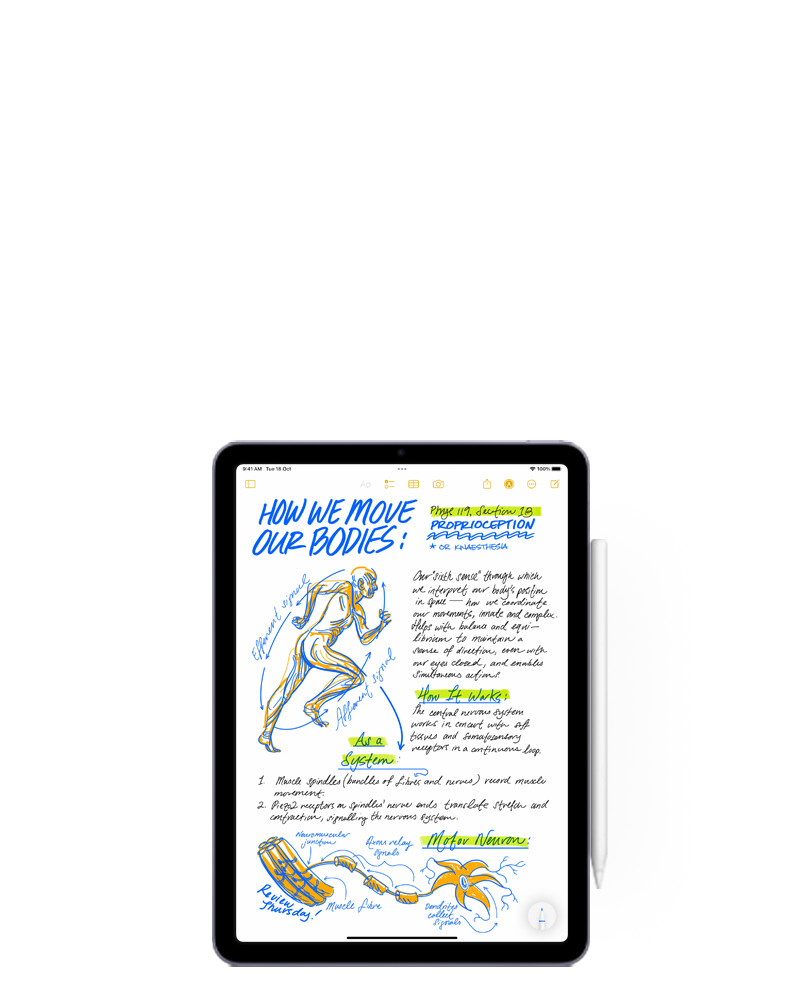 9:41 AM Tue 18 Oct
100%
Aa
HOW WE MOVE
OUR BODIES:
Phys 119, Section 1B
PROPRIOCEPTION
* OR KNAESTHESIA
Efferent signal
Afferent signal
Our "sixth sense" through which
we interpret our body's position
in space — how we coordinate
our movements, innate and complex.
Helps with balance and equi-
librium to maintain a
sense of direction, even with
our eyes closed, and enables
simultaneous actions.
How It Works:
The central nervous system
works in concert with soft
tissues and somatosensory
receptors in a continuous loop.
As a
System:
1. Muscle spindles (bundles of fibres and nerves) record muscle
movement.
2. Piezo2 receptors on spindles' nerve ends translate stretch and
contraction, signalling the nervous system.
Neuromuscular
junction
Axons relay
signals
Motor Neuron:
Review
Thursday!
Muscle fibre
Dendrites
collect
signals